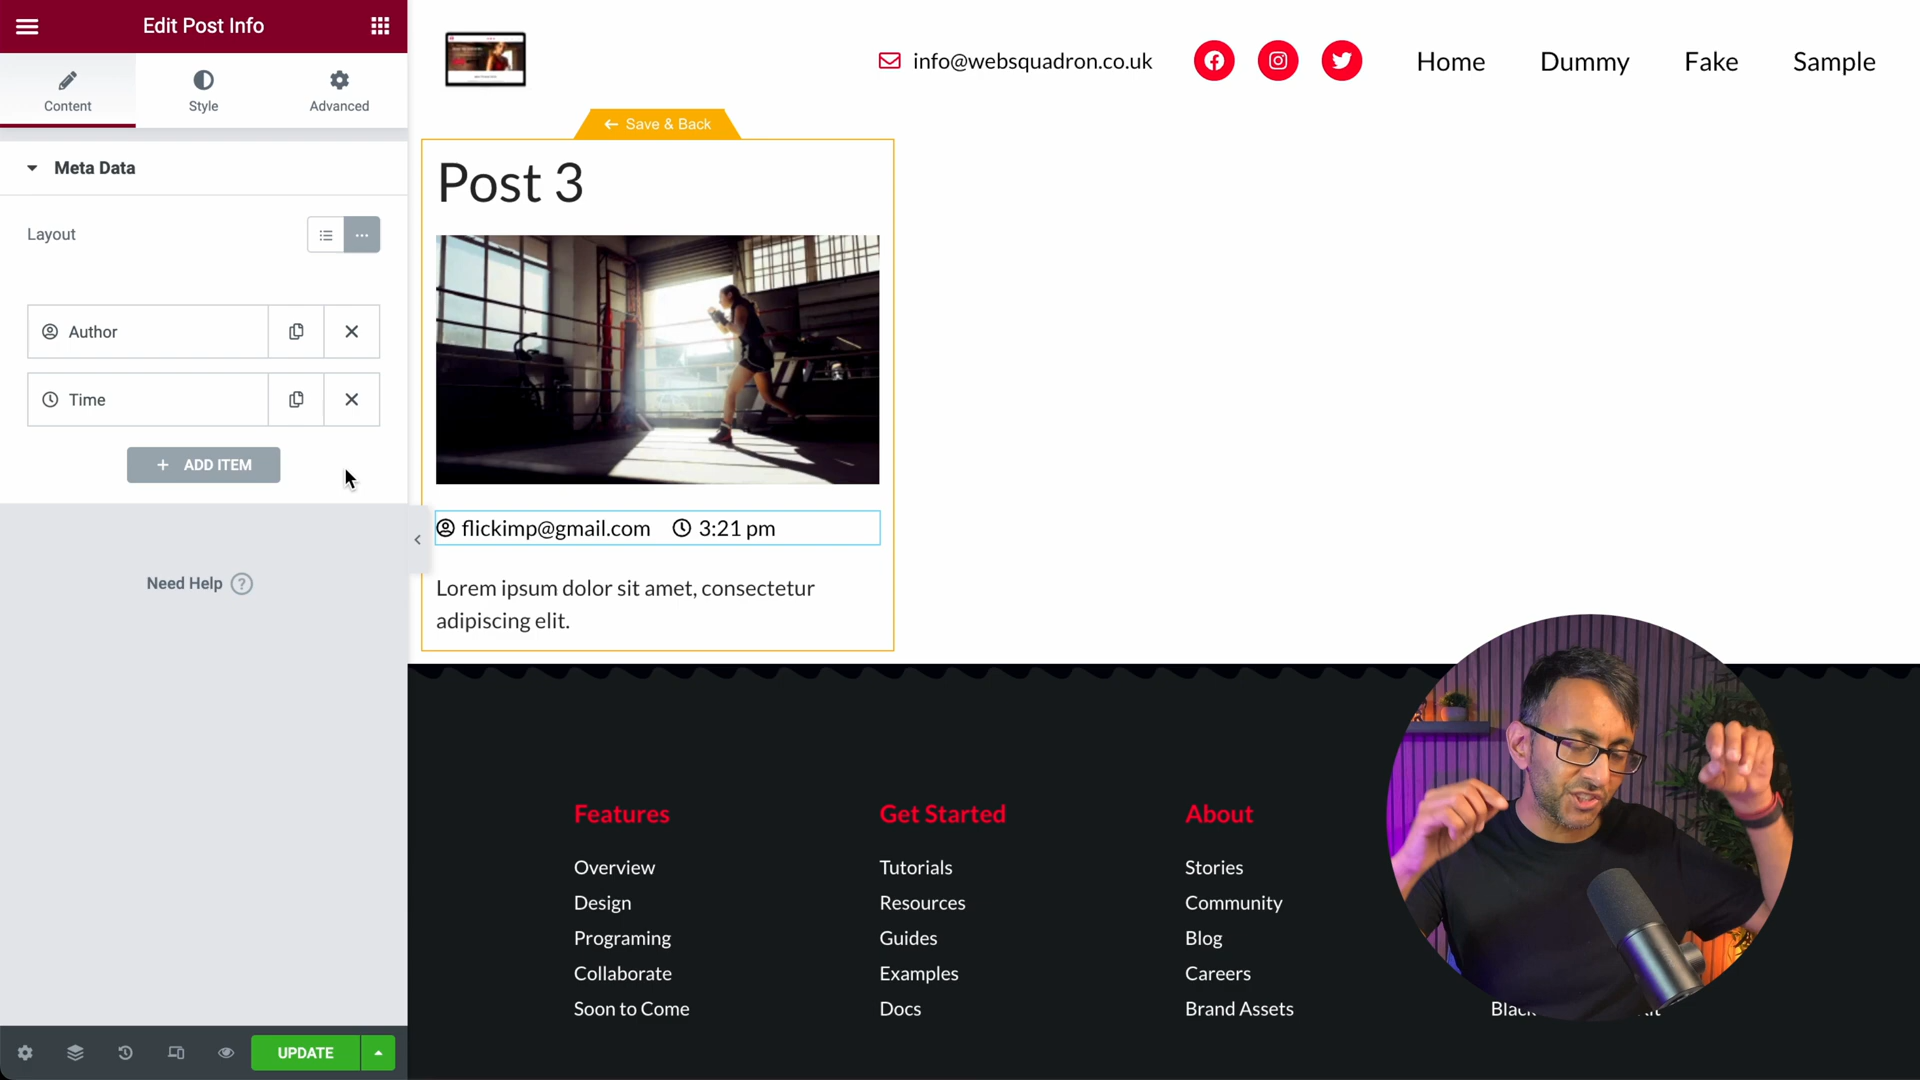 Edit Post Info
Content
Style
Advanced
Meta Data
Layout
Author
Time
+ ADD ITEM
Need Help ?
UPDATE
info@websquadron.co.uk
Home
Dummy
Fake
Sample
← Save & Back
Post 3
flickimp@gmail.com
3:21 pm
Lorem ipsum dolor sit amet, consectetur
adipiscing elit.
Features
Overview
Design
Programing
Collaborate
Soon to Come
Get Started
Tutorials
Resources
Guides
Examples
Docs
About
Stories
Community
Blog
Careers
Brand Assets